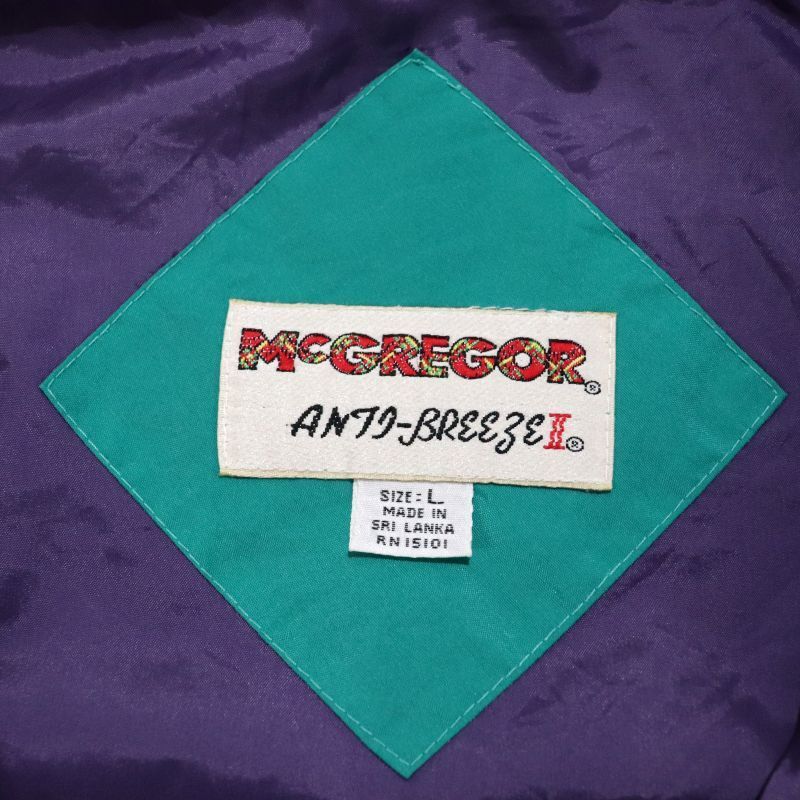 McGREGOR®
ANTI-BREEZE II®
SIZE: L
MADE IN
SRI LANKA
RN 15101